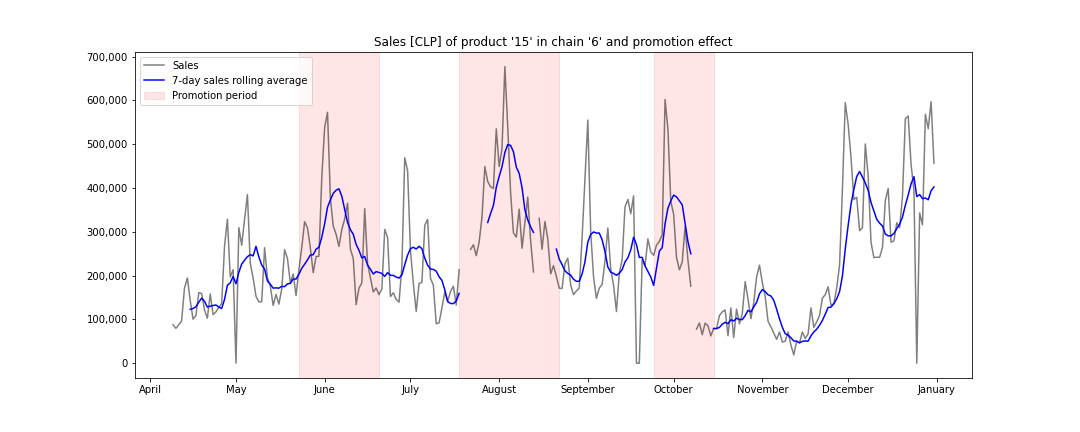 Sales [CLP] of product '15' in chain '6' and promotion effect
700,000
600,000
500,000
400,000
300,000
200,000
100,000
0
Sales
7-day sales rolling average
Promotion period
April May June July August September October November December January